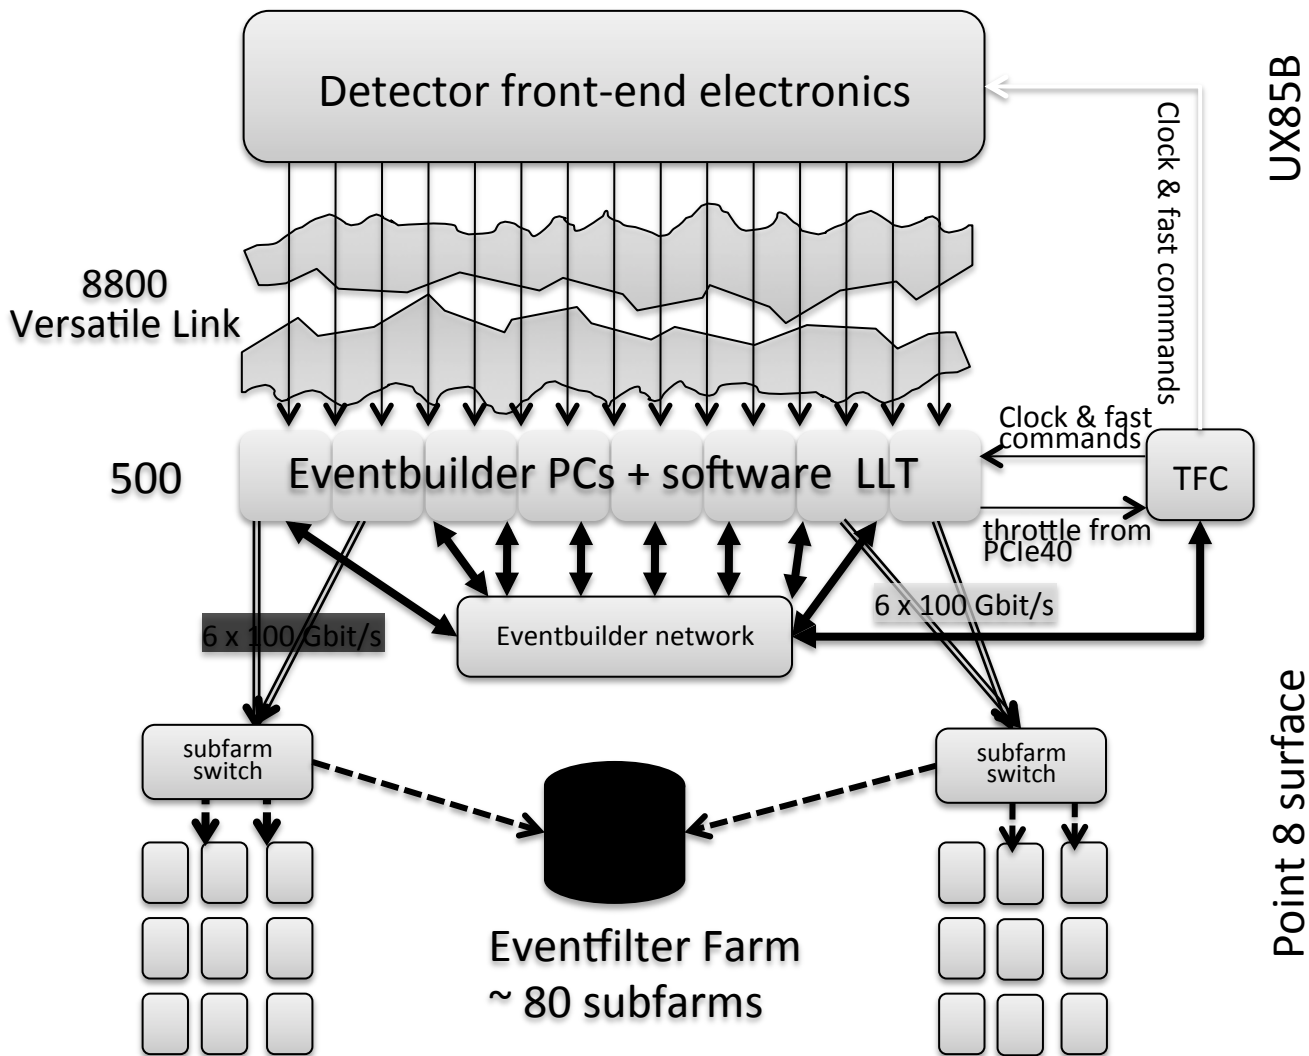 Detector front-end electronics
UX85B
Clock & fast commands
8800
Versatile Link
Clock & fast
commands
500
Eventbuilder PCs + software LLT
TFC
throttle from
PCIe40
6 x 100 Gbit/s
6 x 100 Gbit/s
Eventbuilder network
Point 8 surface
subfarm
switch
subfarm
switch
Eventfilter Farm
~ 80 subfarms